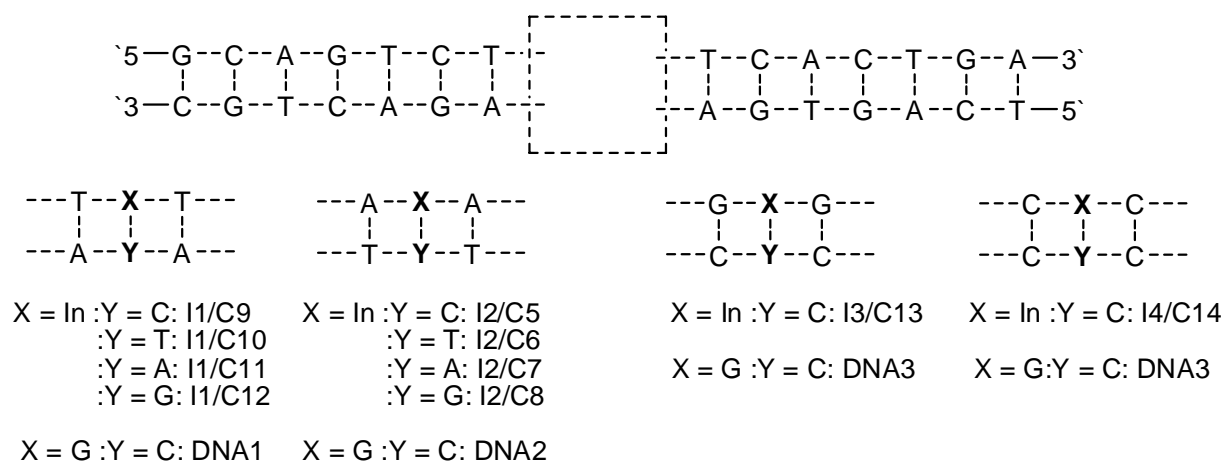 `5—G--C--A--G--T--C--T--- ---T--C--A--C--T--G--A—3`
`3—C--G--T--C--A--G--A--- ---A--G--T--G--A--C--T—5`
---T--X--T--- ---A--X--A--- ---G--X--G--- ---C--X--C---
---A--Y--A--- ---T--Y--T--- ---C--Y--C--- ---C--Y--C---
X = In :Y = C: I1/C9 X = In :Y = C: I2/C5 X = In :Y = C: I3/C13 X = In :Y = C: I4/C14
:Y = T: I1/C10 :Y = T: I2/C6
:Y = A: I1/C11 :Y = A: I2/C7 X = G :Y = C: DNA3 X = G:Y = C: DNA3
:Y = G: I1/C12 :Y = G: I2/C8
X = G :Y = C: DNA1 X = G :Y = C: DNA2